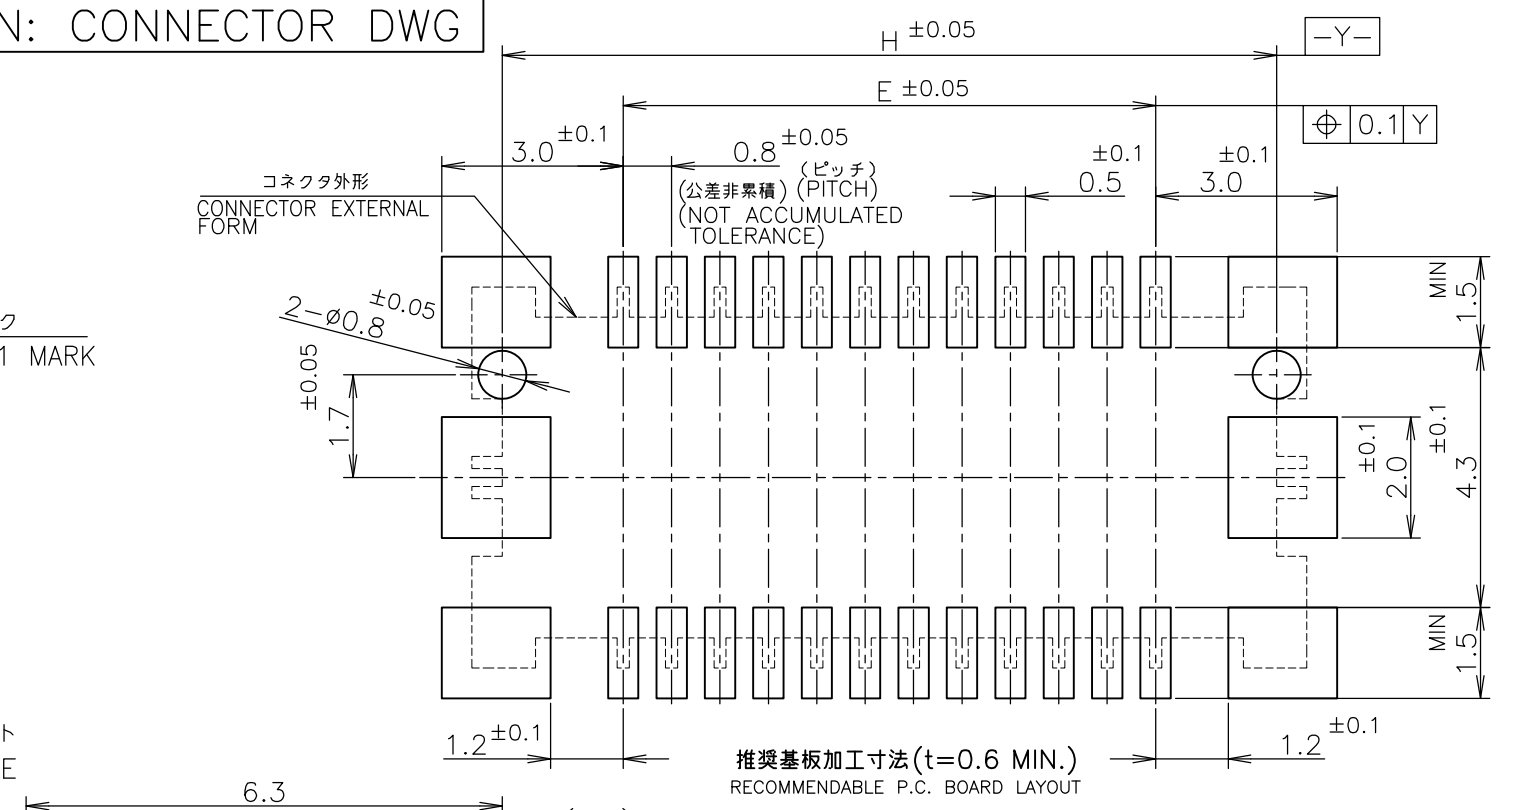 N: CONNECTOR DWG
H ±0.05
-Y-
E ±0.05
⌖ 0.1 Y
3.0 ±0.1
0.8 ±0.05
(ピッチ)
(公差非累積) (PITCH)
(NOT ACCUMULATED
TOLERANCE)
0.5 ±0.1
3.0 ±0.1
コネクタ外形
CONNECTOR EXTERNAL
FORM
2-ø0.8 ±0.05
MIN
1.5
ク
1 MARK
1.7 ±0.05
2.0 ±0.1
4.3 ±0.1
MIN
1.5
ト
E
1.2 ±0.1
1.2 ±0.1
推奨基板加工寸法(t=0.6 MIN.)
RECOMMENDABLE P.C. BOARD LAYOUT
6.3